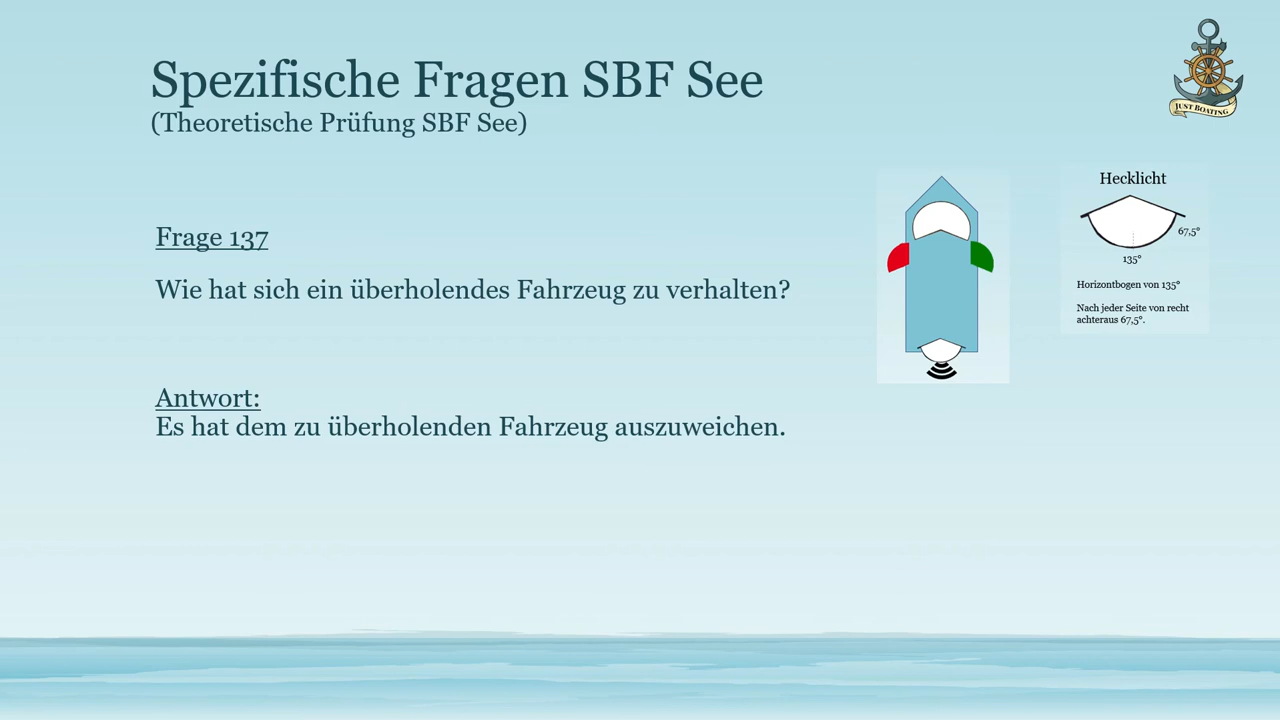 Spezifische Fragen SBF See
(Theoretische Prüfung SBF See)
JUST BOATING
Frage 137
Wie hat sich ein überholendes Fahrzeug zu verhalten?
Antwort:
Es hat dem zu überholenden Fahrzeug auszuweichen.
Hecklicht
67,5°
135°
Horizontbogen von 135°
Nach jeder Seite von recht
achteraus 67,5°.